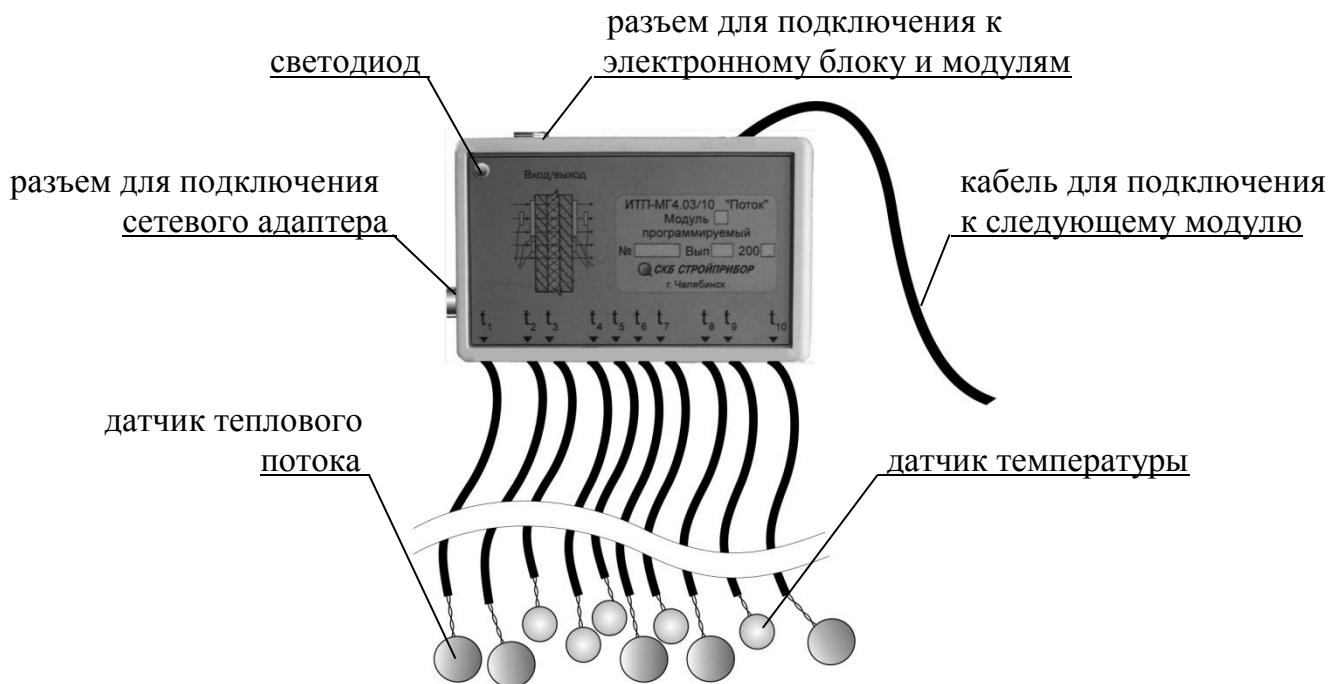 разъем для подключения к
электронному блоку и модулям
светодиод
разъем для подключения
сетевого адаптера
кабель для подключения
к следующему модулю
Вход/выход
ИТП-МГ4.03/10 "Поток"
Модуль
программируемый
№ Вып 200
СКБ СТРОЙПРИБОР
г. Челябинск
t1 t2 t3 t4 t5 t6 t7 t8 t9 t10
датчик теплового
потока
датчик температуры